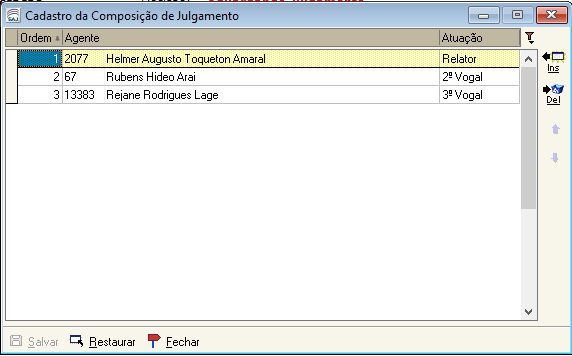 Cadastro da Composição de Julgamento
Ordem Agente Atuação
1 2077 Helmer Augusto Toqueton Amaral Relator
2 67 Rubens Hideo Arai 2º Vogal
3 13383 Rejane Rodrigues Lage 3º Vogal
Ins
Del
Salvar Restaurar Fechar